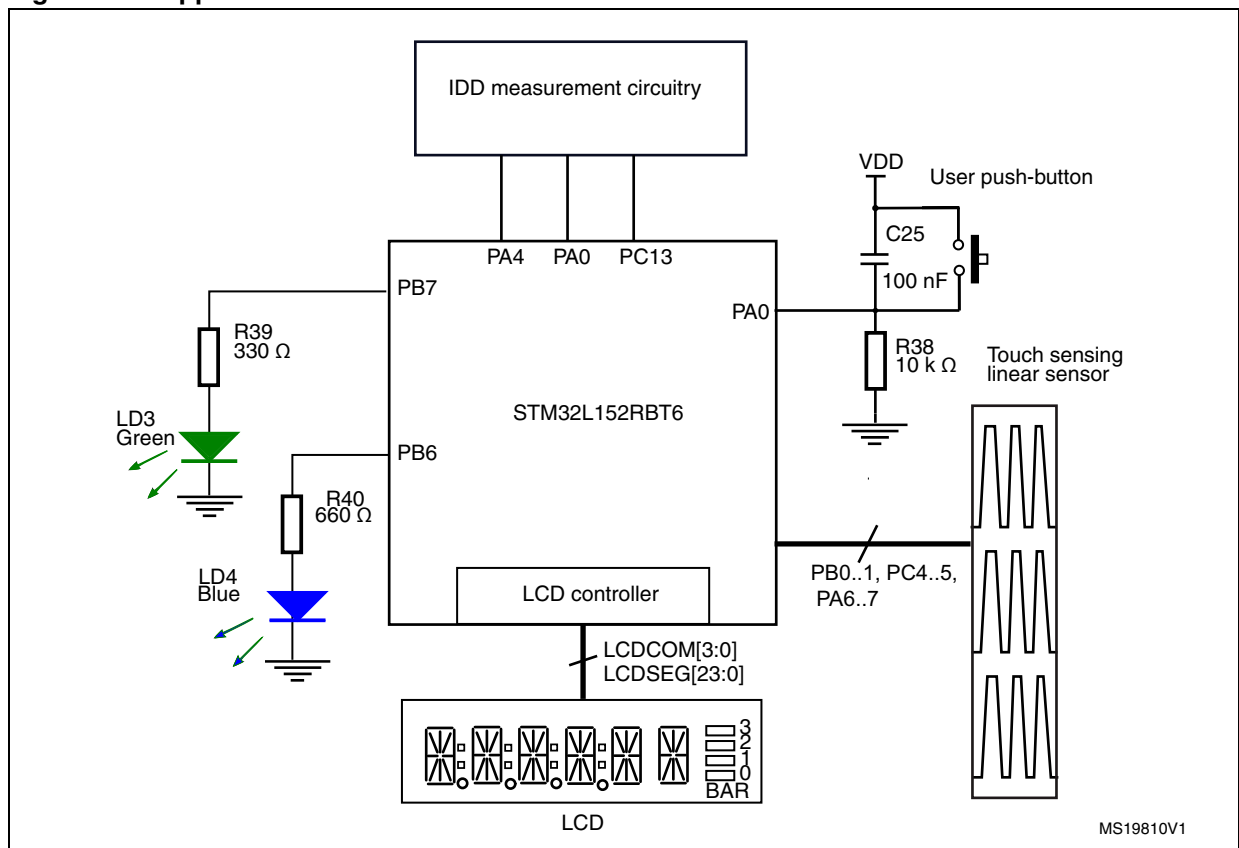 IDD measurement circuitry
VDD
User push-button
C25
100 nF
PA4 PA0 PC13
PB7
PA0
R39
330 Ω
R38
10 k Ω
Touch sensing
linear sensor
STM32L152RBT6
LD3
Green
PB6
R40
660 Ω
PB0..1, PC4..5,
PA6..7
LD4
Blue
LCD controller
LCDCOM[3:0]
LCDSEG[23:0]
3
2
1
0
BAR
LCD
MS19810V1